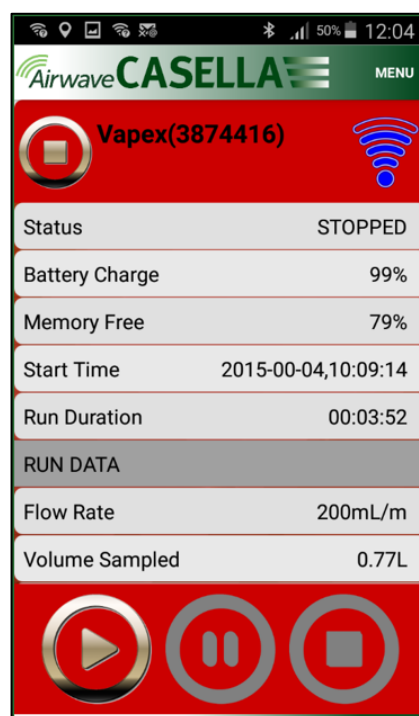 50% 12:04
Airwave CASELLA MENU
Vapex(3874416)
Status STOPPED
Battery Charge 99%
Memory Free 79%
Start Time 2015-00-04,10:09:14
Run Duration 00:03:52
RUN DATA
Flow Rate 200mL/m
Volume Sampled 0.77L